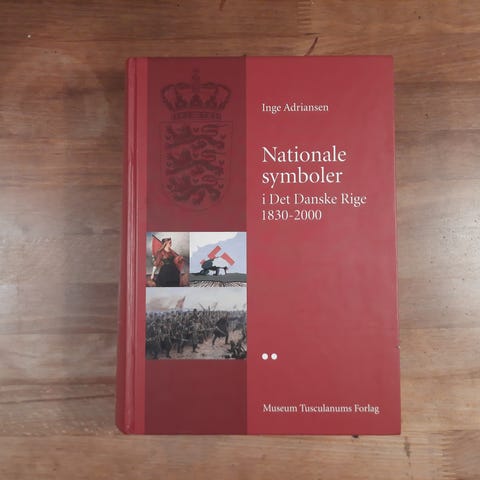 Inge Adriansen
Nationale
symboler
i Det Danske Rige
1830-2000
Museum Tusculanums Forlag